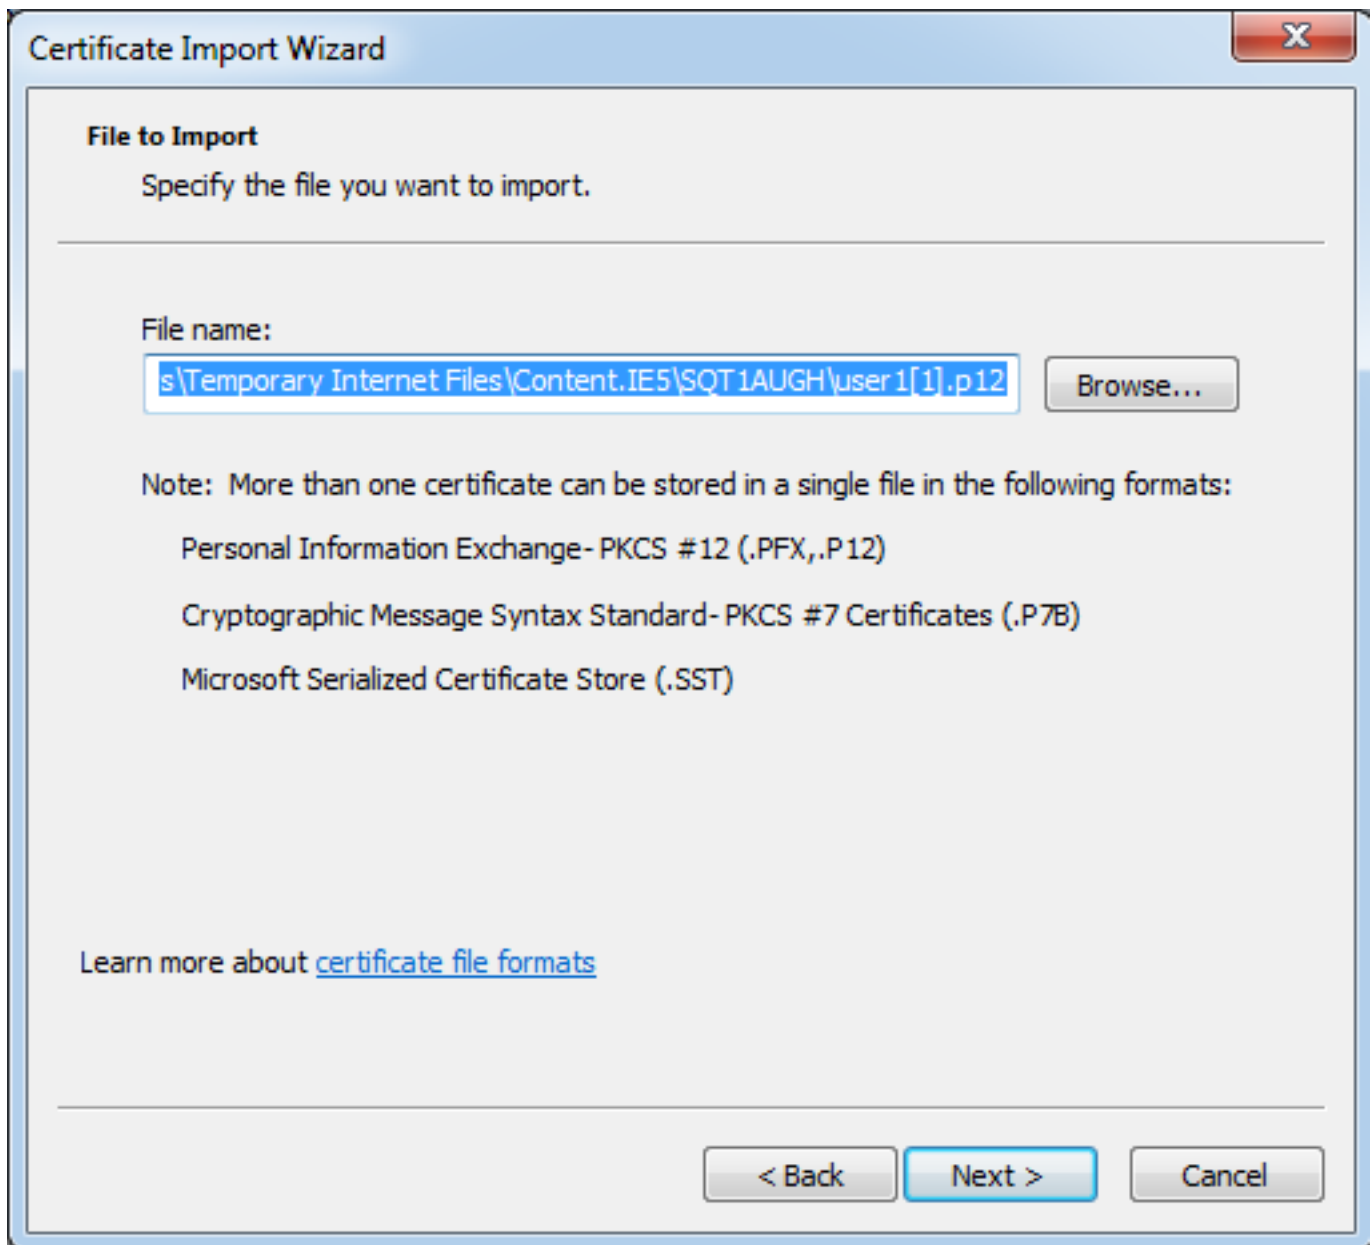 Certificate Import Wizard
File to Import
Specify the file you want to import.
File name:
s\Temporary Internet Files\Content.IE5\SQT1AUGH\user1[1].p12
Browse...
Note: More than one certificate can be stored in a single file in the following formats:
Personal Information Exchange- PKCS #12 (.PFX,.P12)
Cryptographic Message Syntax Standard- PKCS #7 Certificates (.P7B)
Microsoft Serialized Certificate Store (.SST)
Learn more about certificate file formats
< Back Next > Cancel